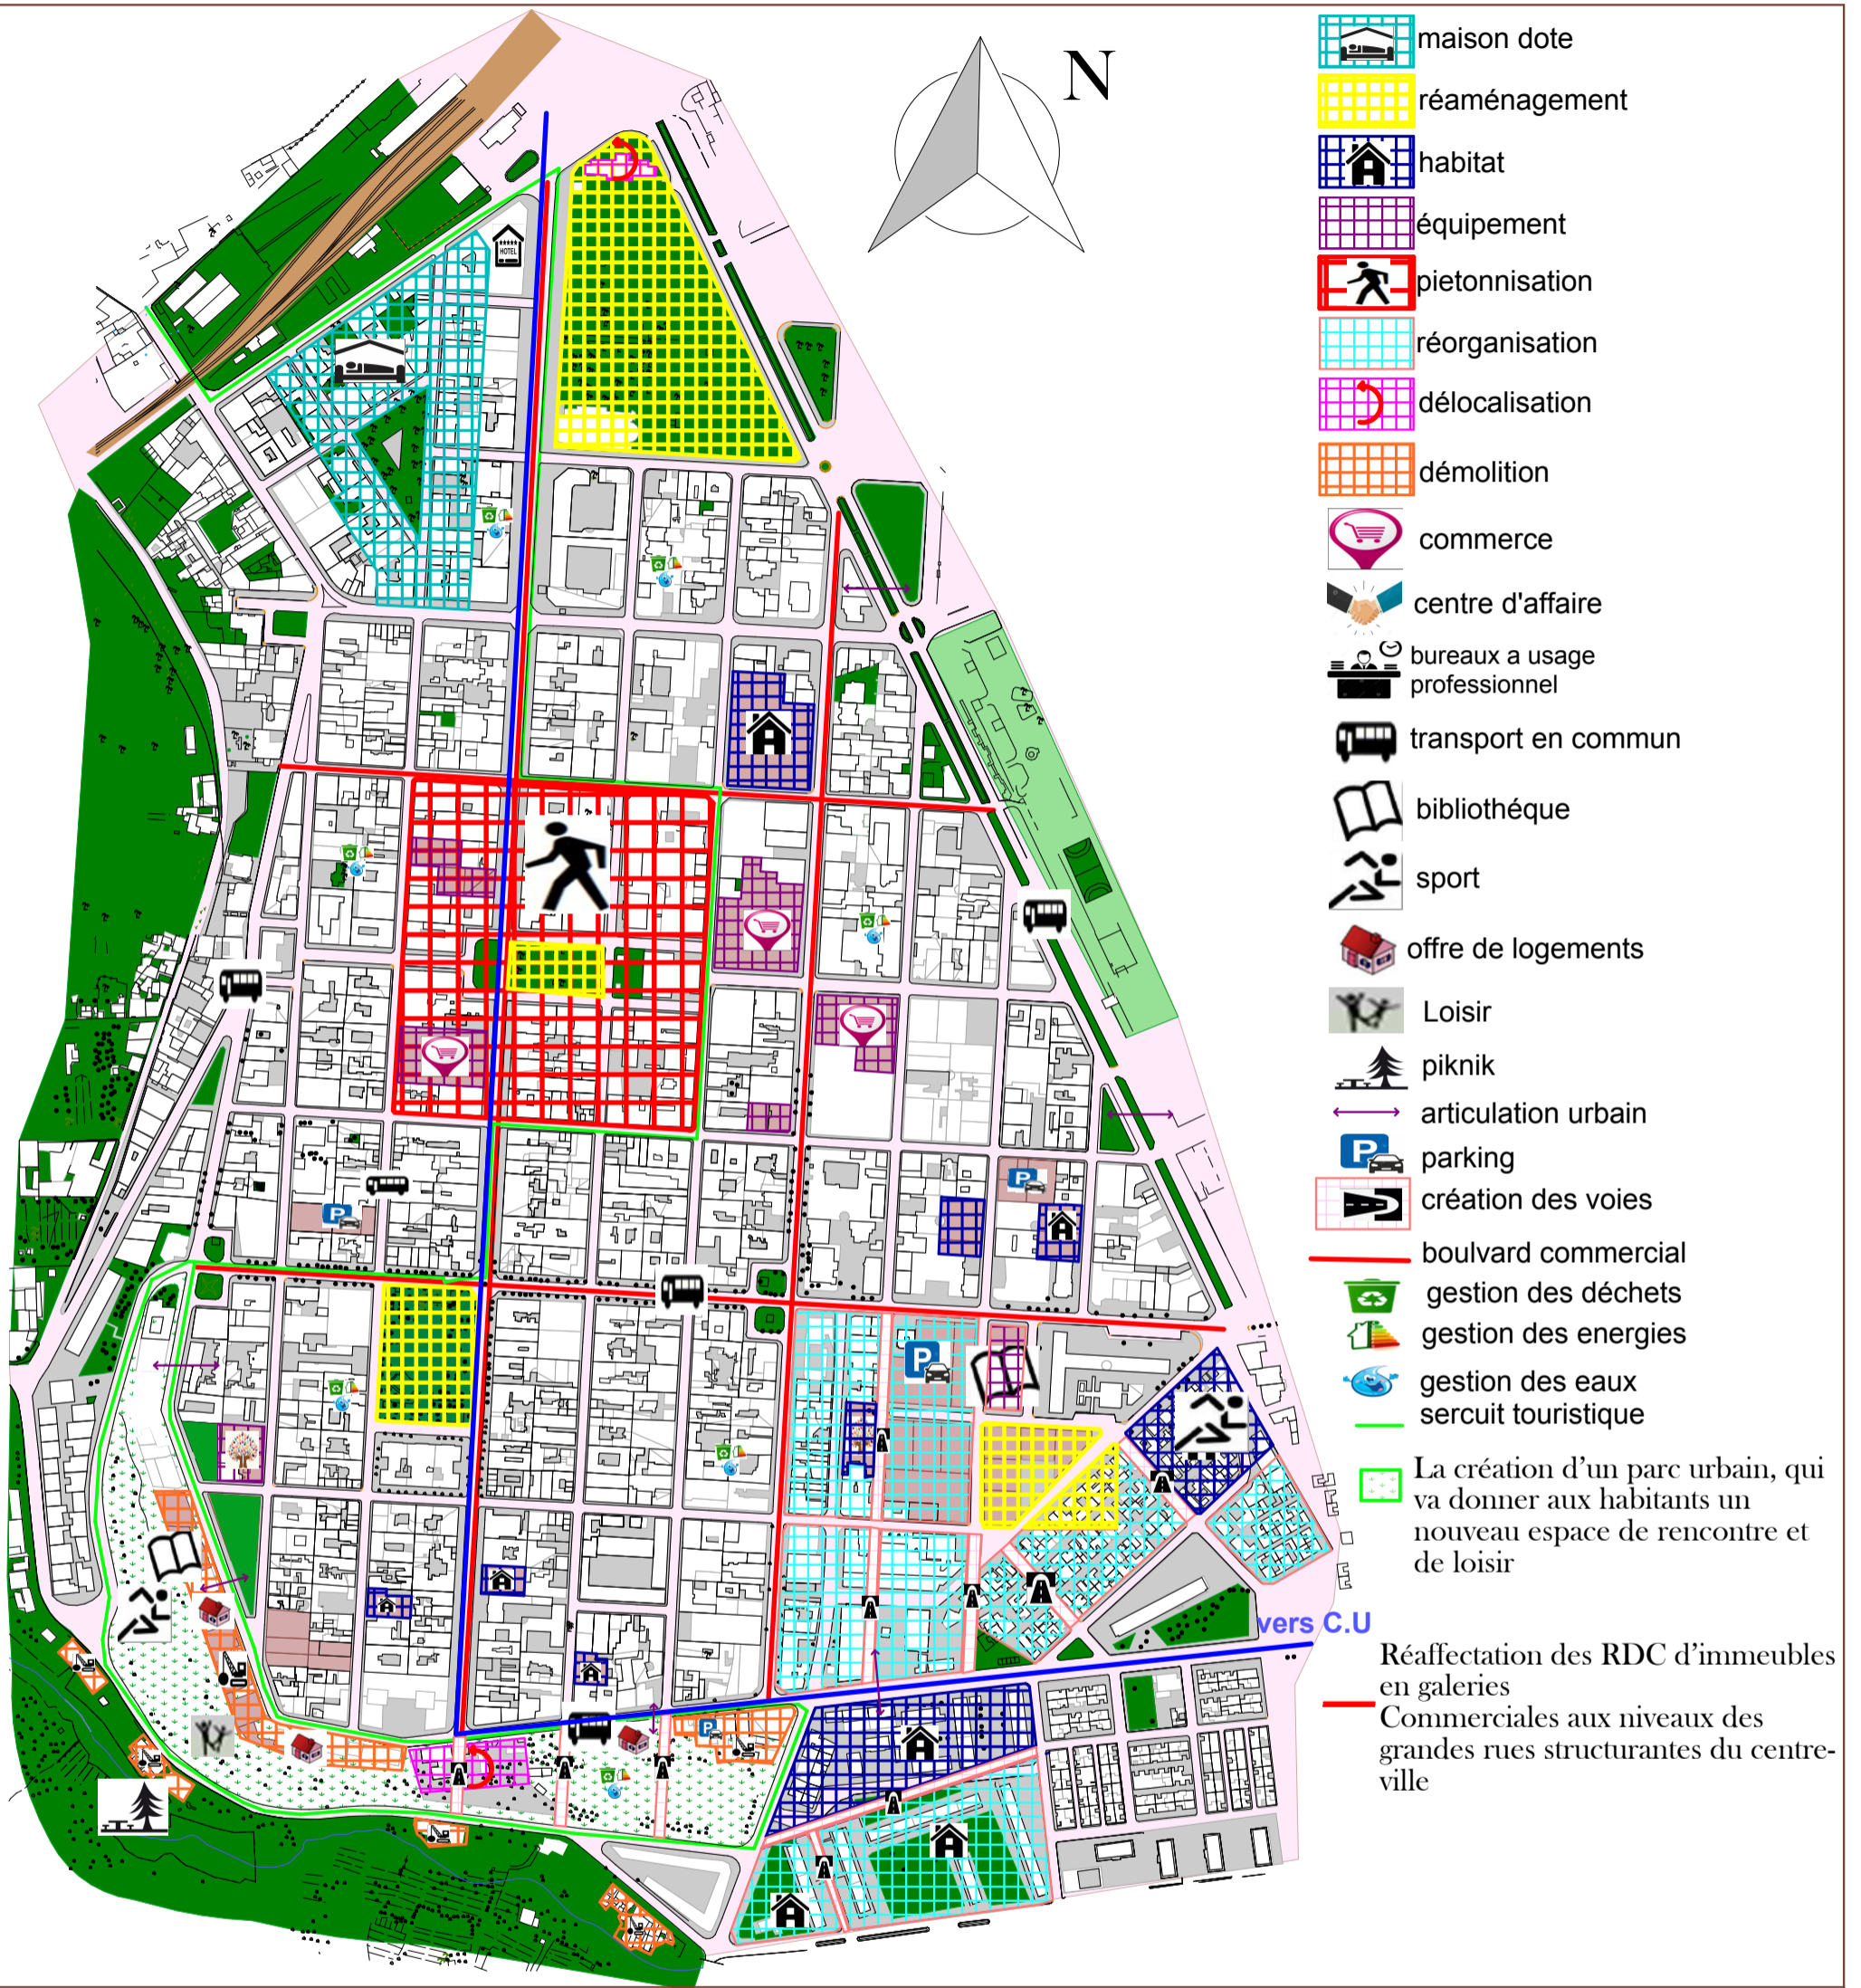 N
HOTEL
P
P
P
P
vers C.U
maison dote
réaménagement
habitat
équipement
pietonnisation
réorganisation
délocalisation
démolition
commerce
centre d'affaire
bureaux a usage
professionnel
transport en commun
bibliothéque
sport
offre de logements
Loisir
piknik
articulation urbain
P
parking
création des voies
boulvard commercial
gestion des déchets
gestion des energies
gestion des eaux
sercuit touristique
La création d’un parc urbain, qui
va donner aux habitants un
nouveau espace de rencontre et
de loisir
Réaffectation des RDC d’immeubles
en galeries
Commerciales aux niveaux des
grandes rues structurantes du centre-
ville